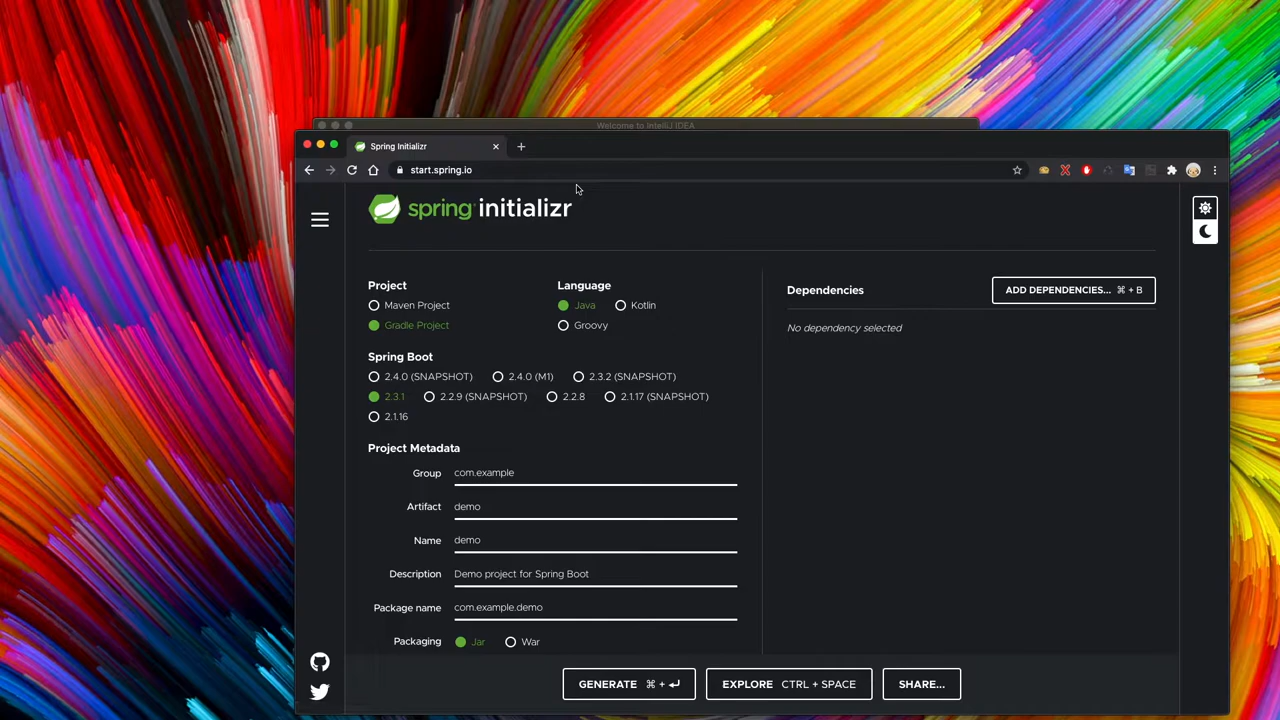 Welcome to IntelliJ IDEA
Spring Initializr
start.spring.io
spring initializr
Project
Language
Dependencies
ADD DEPENDENCIES... ⌘ + B
Maven Project
Java
Kotlin
Gradle Project
Groovy
No dependency selected
Spring Boot
2.4.0 (SNAPSHOT)
2.4.0 (M1)
2.3.2 (SNAPSHOT)
2.3.1
2.2.9 (SNAPSHOT)
2.2.8
2.1.17 (SNAPSHOT)
2.1.16
Project Metadata
Group com.example
Artifact demo
Name demo
Description Demo project for Spring Boot
Package name com.example.demo
Packaging Jar War
GENERATE ⌘ + ↵
EXPLORE CTRL + SPACE
SHARE...